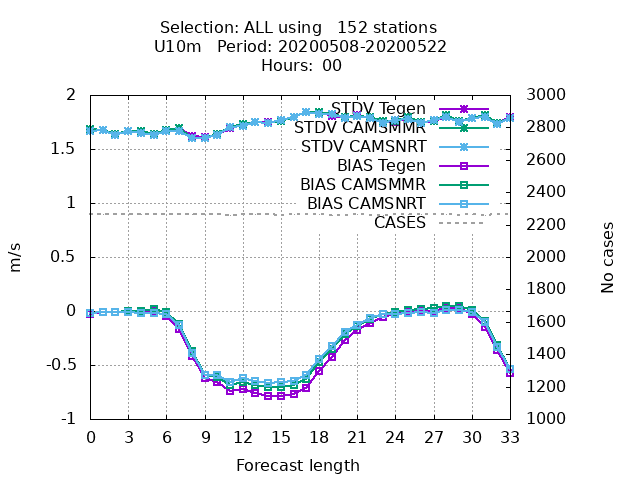 Selection: ALL using   152 stations
U10m   Period: 20200508-20200522
Hours:  00
STDV Tegen
STDV CAMSMMR
STDV CAMSNRT
BIAS Tegen
BIAS CAMSMMR
BIAS CAMSNRT
CASES
2
1.5
1
0.5
0
-0.5
-1
m/s
3000
2800
2600
2400
2200
2000
1800
1600
1400
1200
1000
No cases
0 3 6 9 12 15 18 21 24 27 30 33
Forecast length